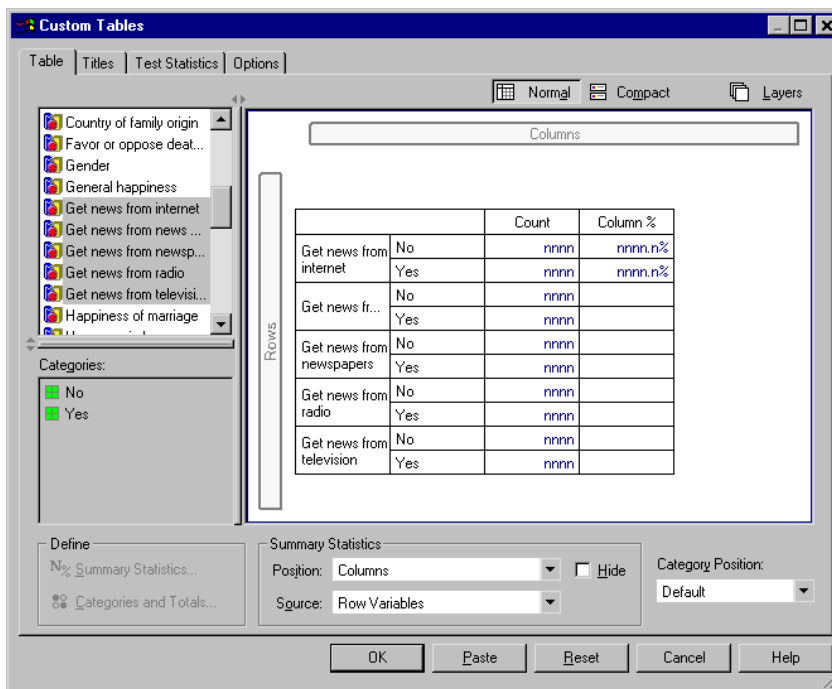 Custom Tables
Table Titles Test Statistics Options
Normal Compact Layers
Country of family origin
Favor or oppose deat...
Gender
General happiness
Get news from internet
Get news from news ...
Get news from newsp...
Get news from radio
Get news from televisi...
Happiness of marriage
Categories:
No
Yes
Columns
Rows
Count Column %
Get news from internet No nnnn nnnn.n%
Yes nnnn nnnn.n%
Get news fr... No nnnn
Yes nnnn
Get news from newspapers No nnnn
Yes nnnn
Get news from radio No nnnn
Yes nnnn
Get news from television No nnnn
Yes nnnn
Define
N% Summary Statistics...
Categories and Totals...
Summary Statistics
Position: Columns Hide
Source: Row Variables
Category Position:
Default
OK Paste Reset Cancel Help